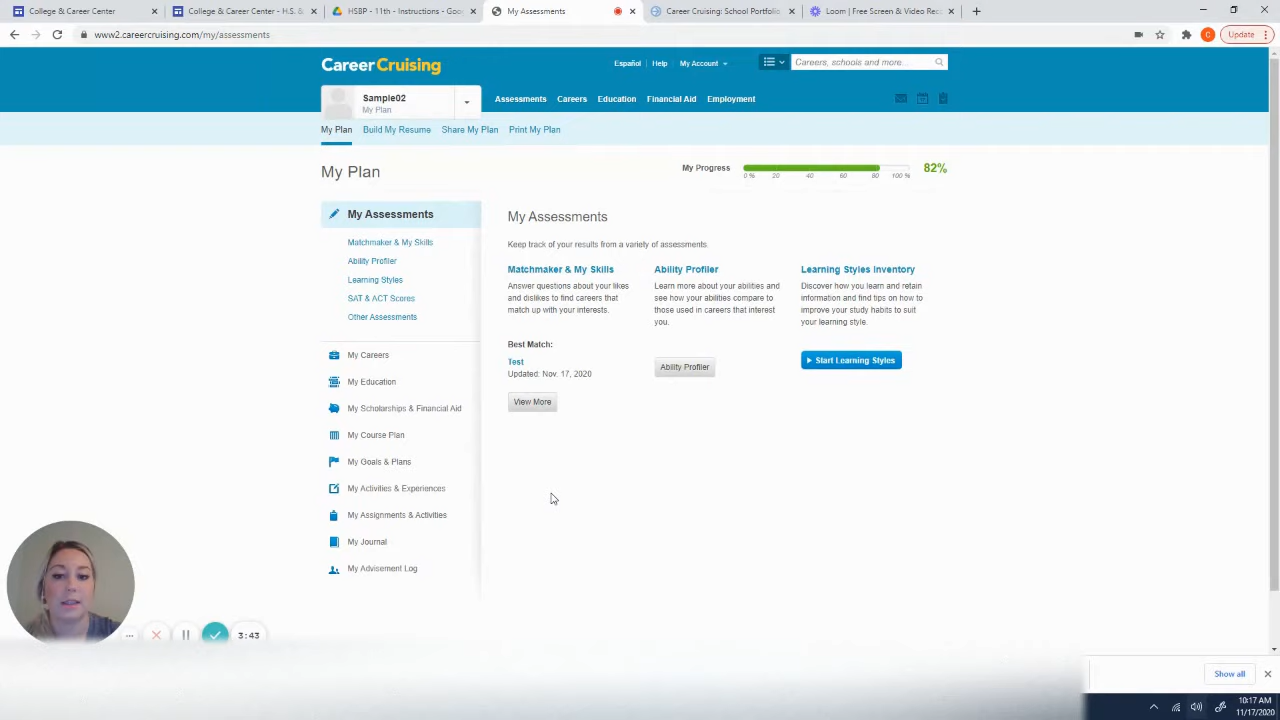 College & Career Center
College & Career Center - H.S. &
HSBP - 11th - Instructions - Goo
My Assessments
Career Cruising: School Portfolio
Loom | Free Screen & Video Rec
www2.careercruising.com/my/assessments
C
Update
CareerCruising
Español
Help
My Account
Careers, schools and more...
Sample02
My Plan
Assessments
Careers
Education
Financial Aid
Employment
My Plan
Build My Resume
Share My Plan
Print My Plan
My Plan
My Progress
0 %
20
40
60
80
100 %
82%
My Assessments
Matchmaker & My Skills
Ability Profiler
Learning Styles
SAT & ACT Scores
Other Assessments
My Careers
My Education
My Scholarships & Financial Aid
My Course Plan
My Goals & Plans
My Activities & Experiences
My Assignments & Activities
My Journal
My Advisement Log
My Assessments
Keep track of your results from a variety of assessments.
Matchmaker & My Skills
Answer questions about your likes
and dislikes to find careers that
match up with your interests.
Best Match:
Test
Updated: Nov. 17, 2020
View More
Ability Profiler
Learn more about your abilities and
see how your abilities compare to
those used in careers that interest
you.
Ability Profiler
Learning Styles Inventory
Discover how you learn and retain
information and find tips on how to
improve your study habits to suit
your learning style.
Start Learning Styles
3:43
Show all
10:17 AM
11/17/2020